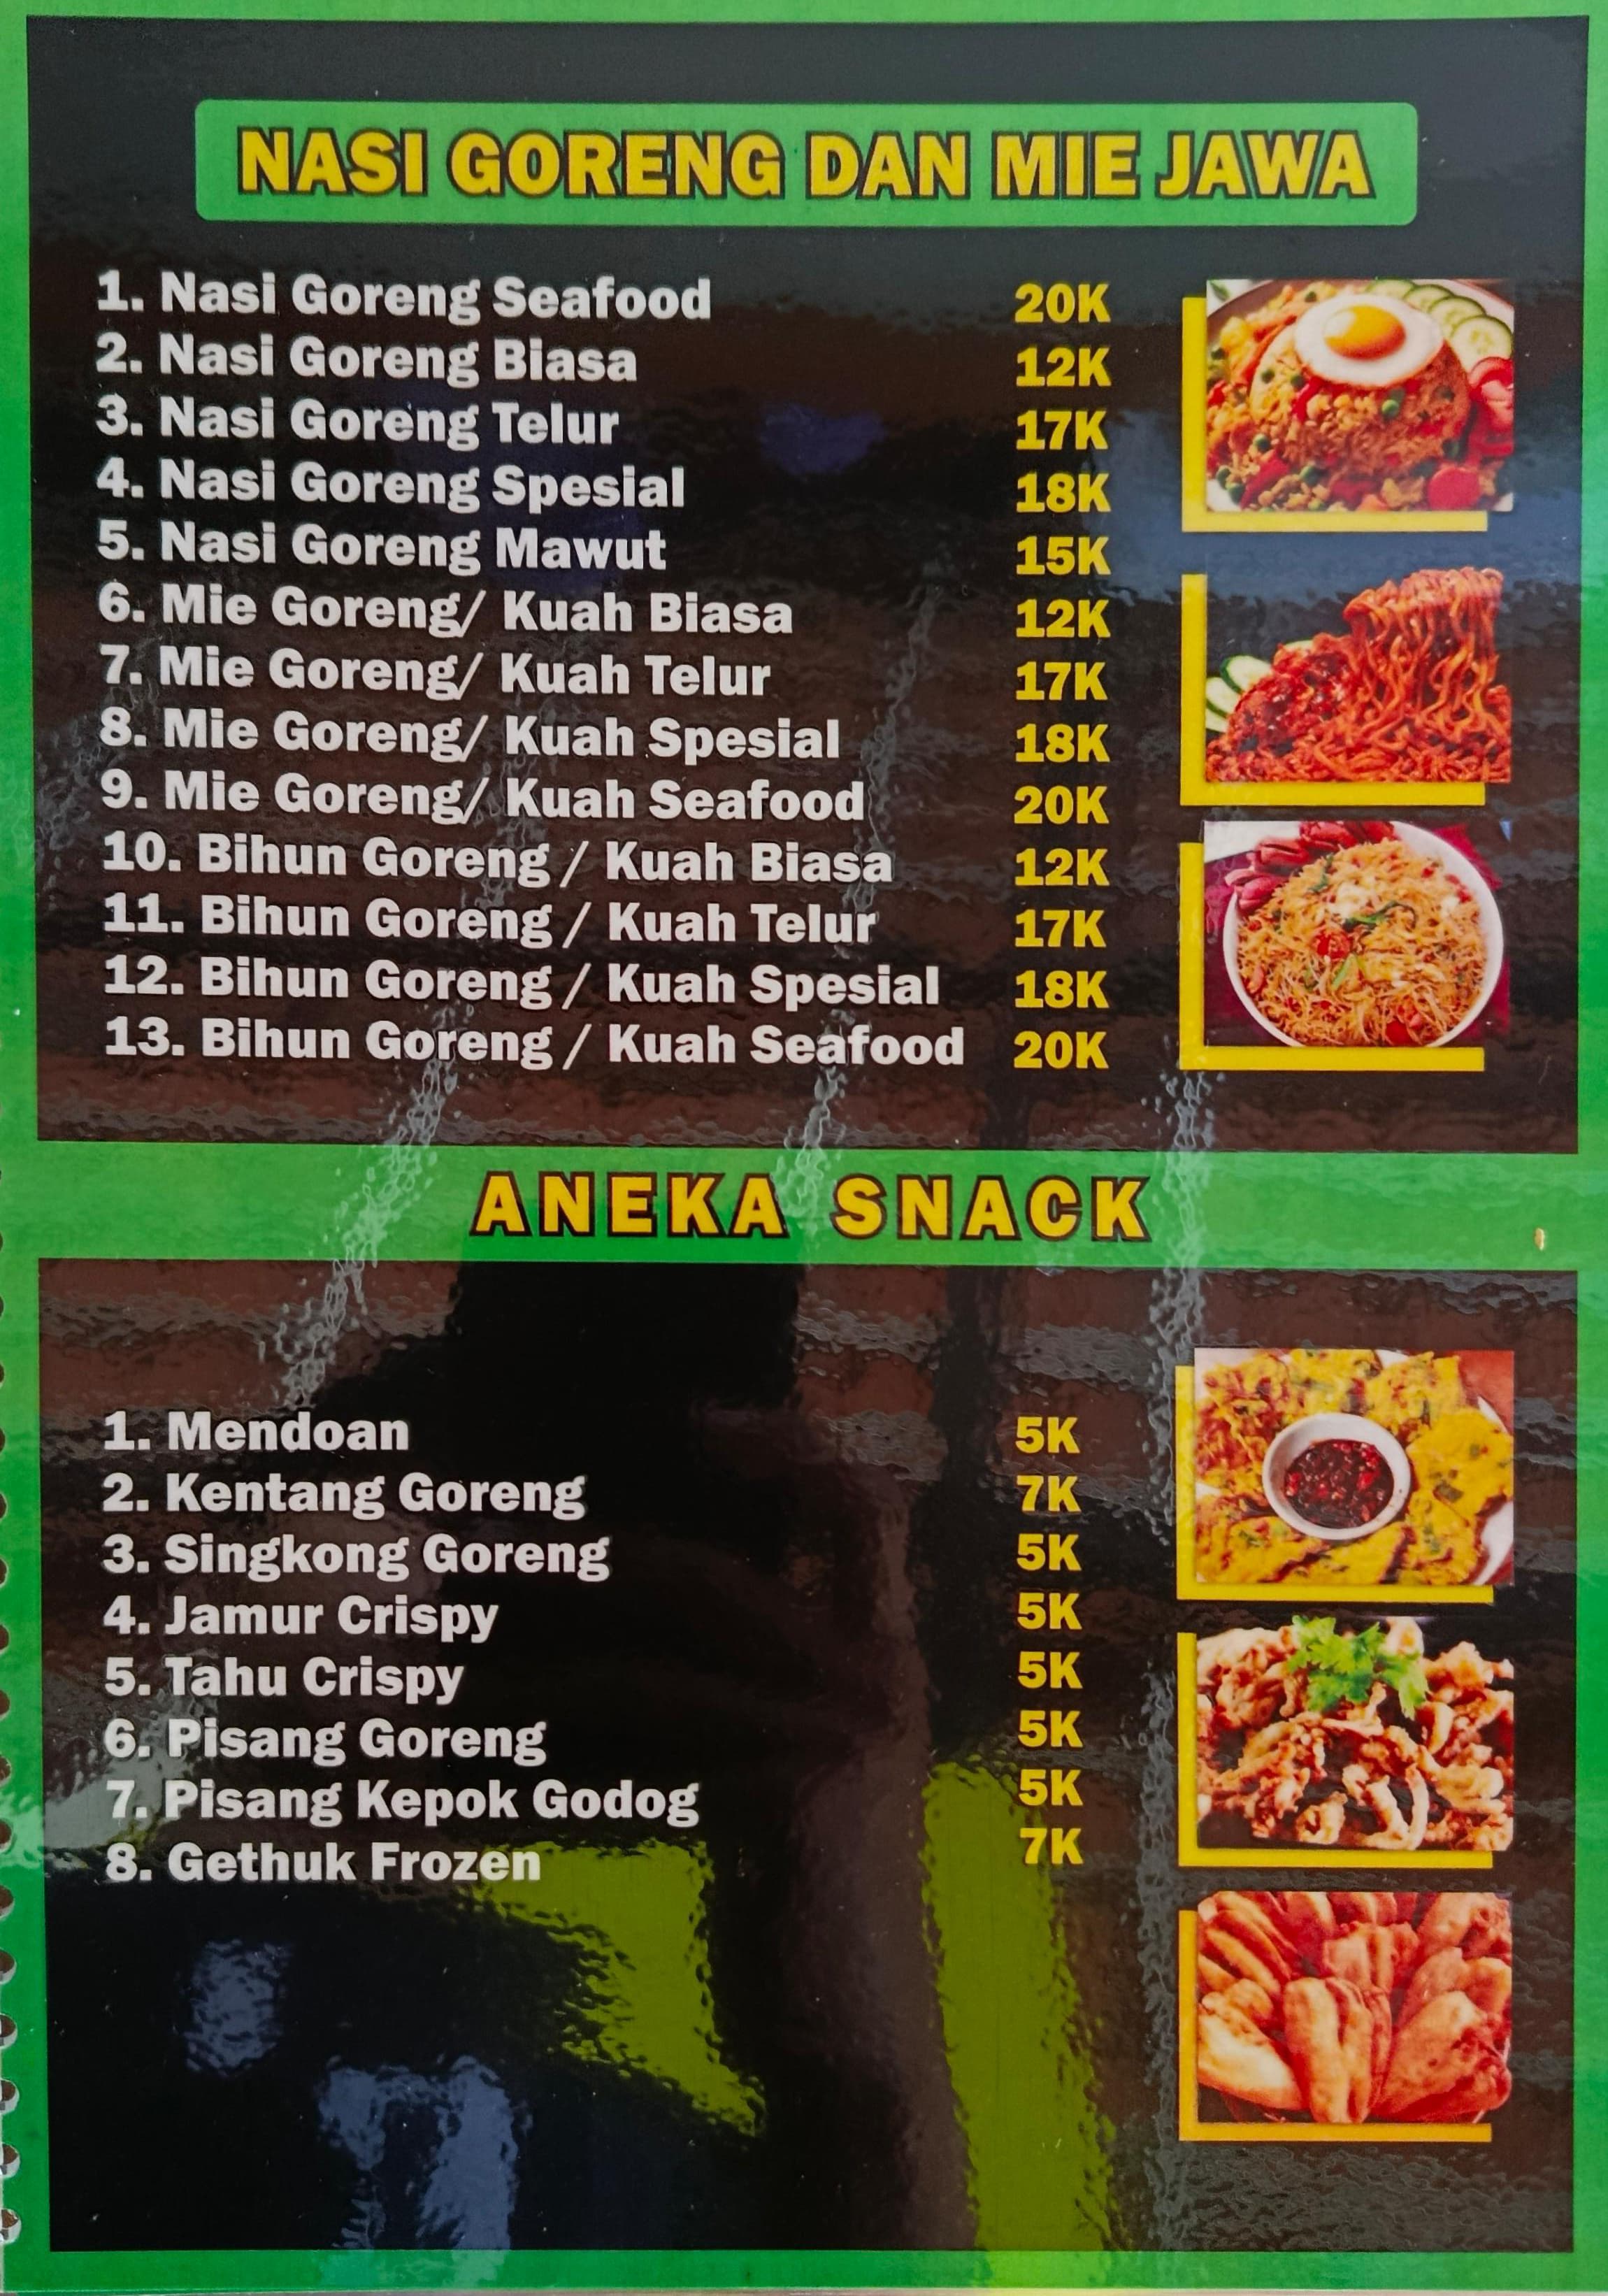 NASI GORENG DAN MIE JAWA
1. Nasi Goreng Seafood 20K
2. Nasi Goreng Biasa 12K
3. Nasi Goreng Telur 17K
4. Nasi Goreng Spesial 18K
5. Nasi Goreng Mawut 15K
6. Mie Goreng/ Kuah Biasa 12K
7. Mie Goreng/ Kuah Telur 17K
8. Mie Goreng/ Kuah Spesial 18K
9. Mie Goreng/ Kuah Seafood 20K
10. Bihun Goreng / Kuah Biasa 12K
11. Bihun Goreng / Kuah Telur 17K
12. Bihun Goreng / Kuah Spesial 18K
13. Bihun Goreng / Kuah Seafood 20K
ANEKA SNACK
1. Mendoan 5K
2. Kentang Goreng 7K
3. Singkong Goreng 5K
4. Jamur Crispy 5K
5. Tahu Crispy 5K
6. Pisang Goreng 5K
7. Pisang Kepok Godog 5K
8. Gethuk Frozen 7K